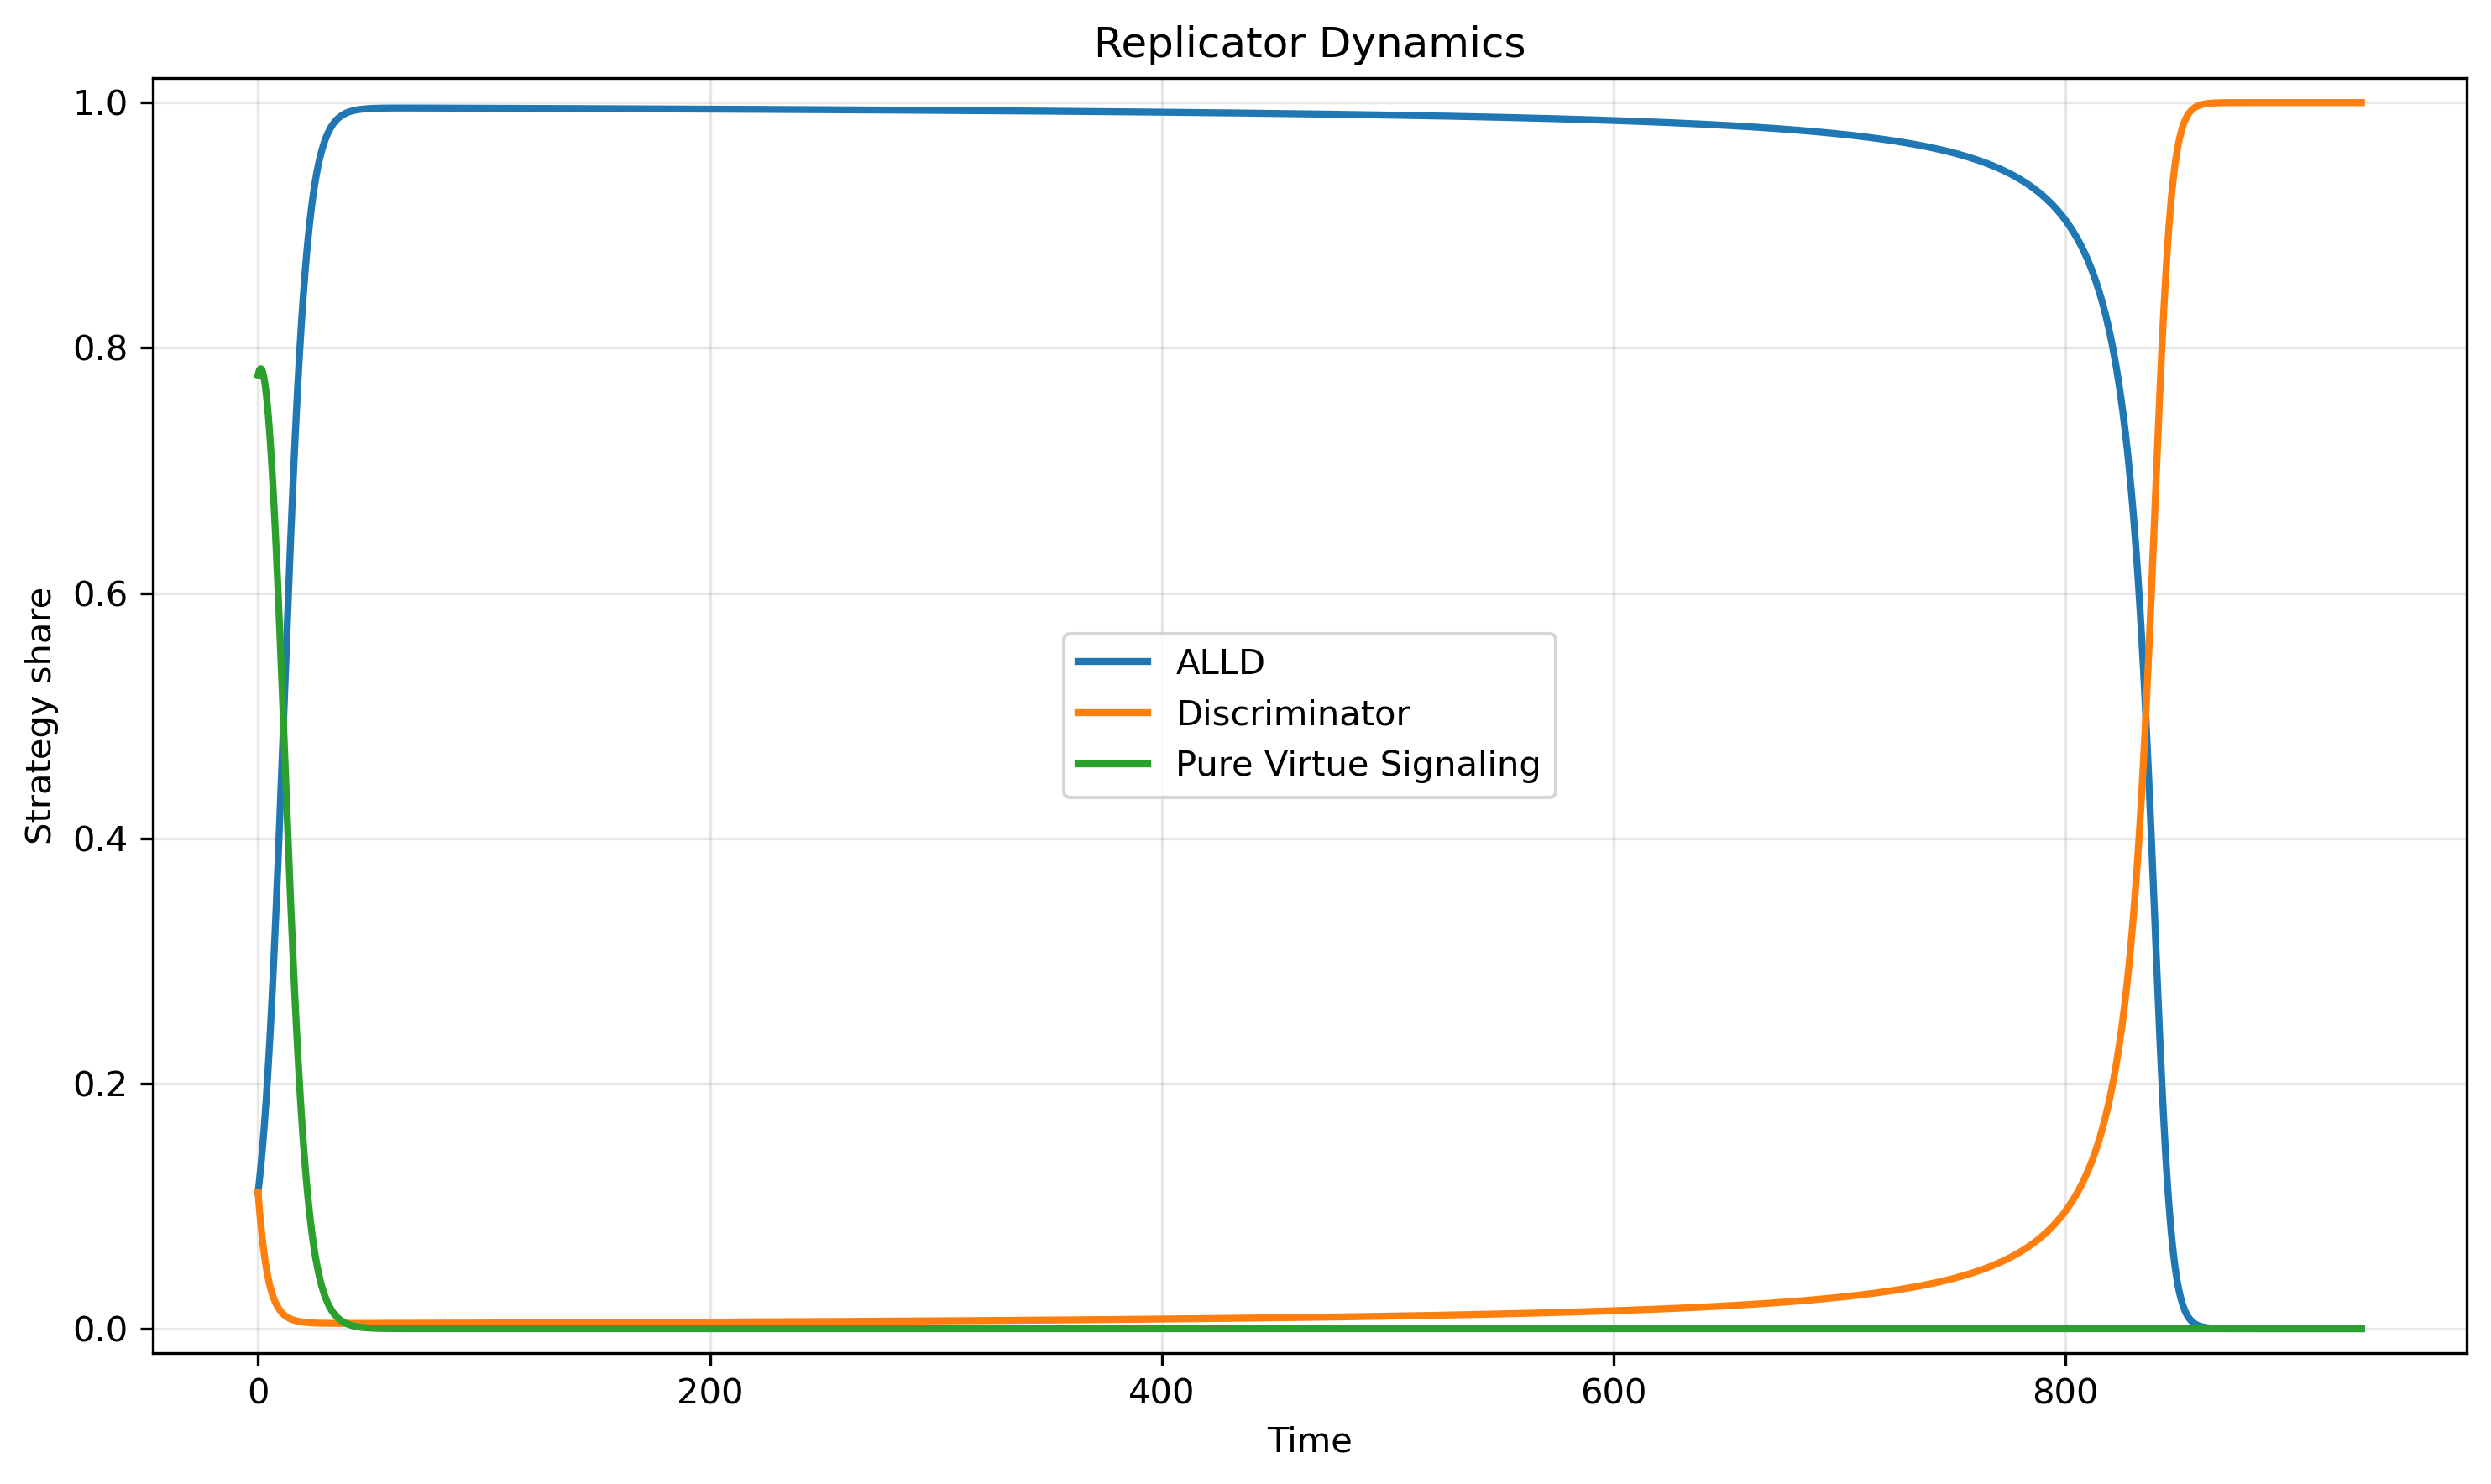 Replicator Dynamics
1.0
0.8
0.6
0.4
0.2
0.0
Strategy share
ALLD
Discriminator
Pure Virtue Signaling
0 200 400 600 800
Time